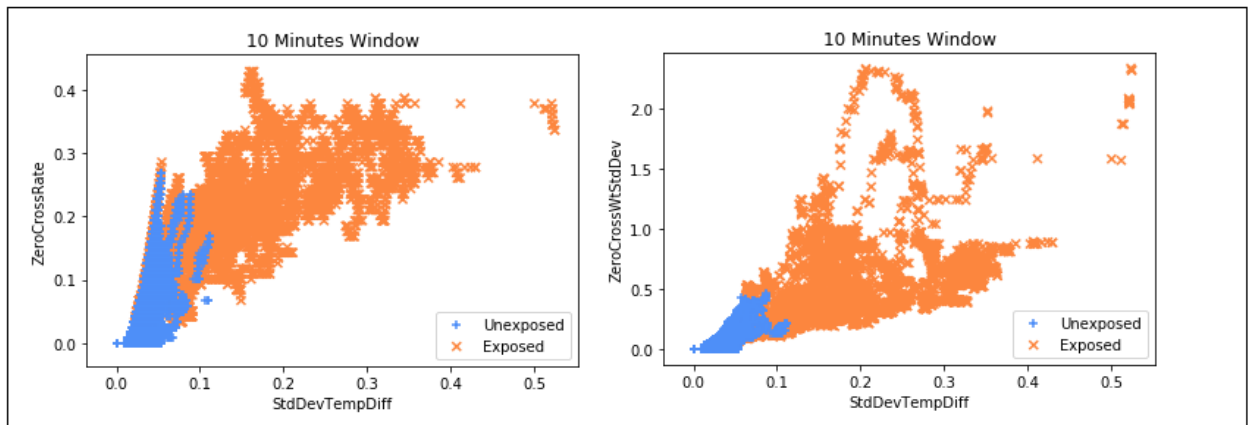 10 Minutes Window
ZeroCrossRate
0.4
0.3
0.2
0.1
0.0
0.0 0.1 0.2 0.3 0.4 0.5
StdDevTempDiff
Unexposed
Exposed
10 Minutes Window
ZeroCrossWtStdDev
2.0
1.5
1.0
0.5
0.0
0.0 0.1 0.2 0.3 0.4 0.5
StdDevTempDiff
Unexposed
Exposed